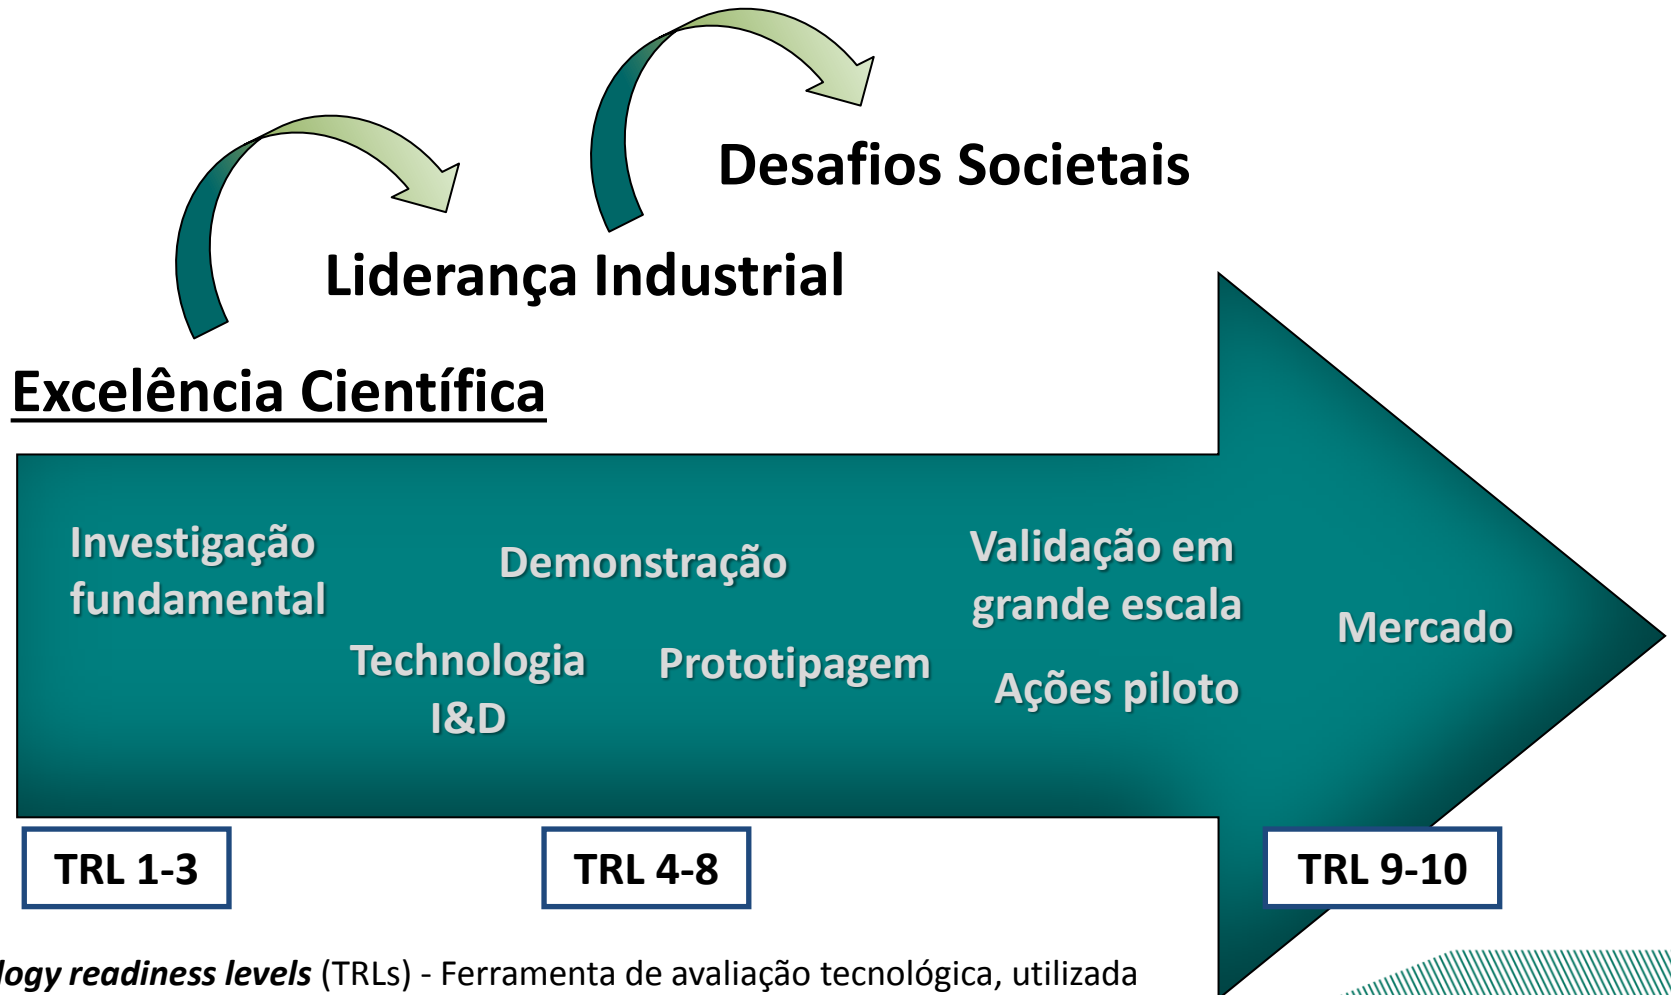 Desafios Societais
Liderança Industrial
Excelência Científica
Investigação
fundamental
Demonstração
Validação em
grande escala
Mercado
Technologia
I&D
Prototipagem
Ações piloto
TRL 1-3
TRL 4-8
TRL 9-10
logy readiness levels (TRLs) - Ferramenta de avaliação tecnológica, utilizada